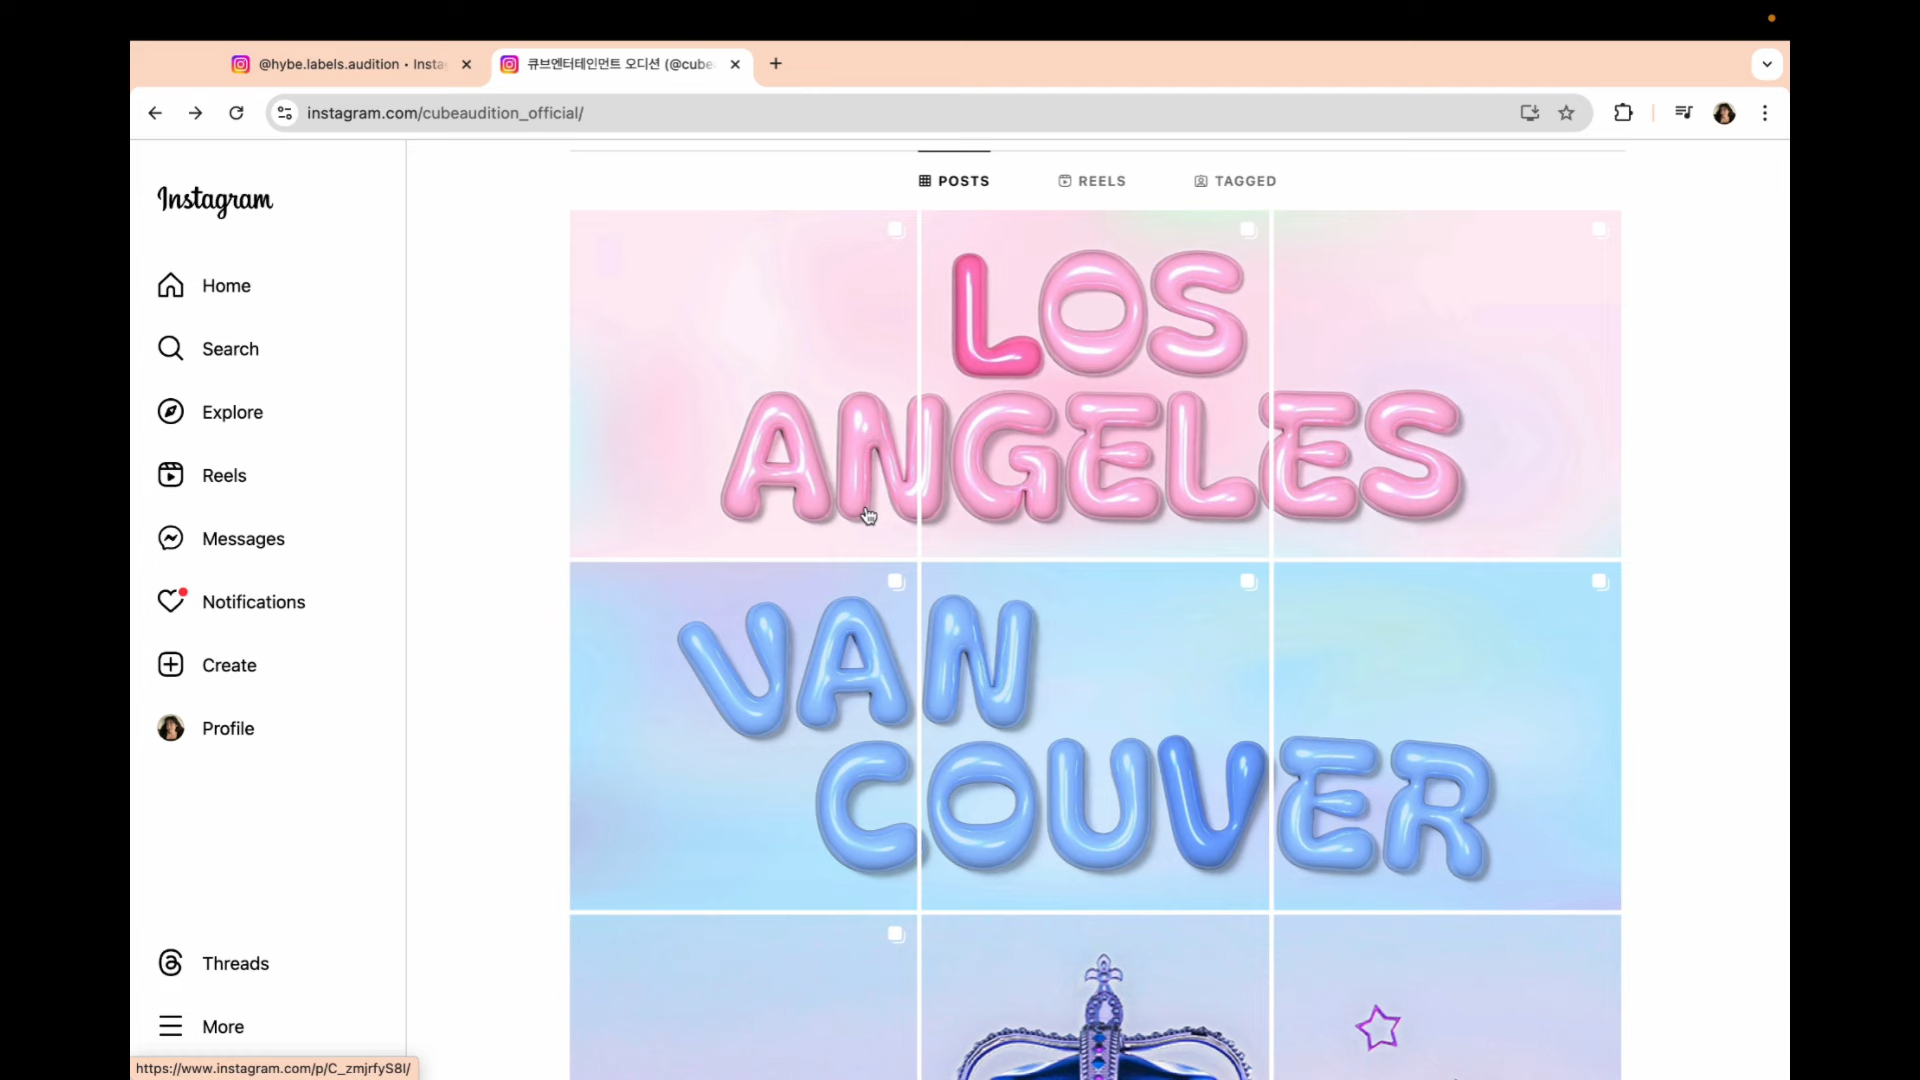 @hybe.labels.audition • Insta
큐브엔터테인먼트 오디션 (@cube
instagram.com/cubeaudition_official/
Instagram
Home
Search
Explore
Reels
Messages
Notifications
Create
Profile
Threads
More
POSTS
REELS
TAGGED
LOS
ANGELES
VAN
COUVER
https://www.instagram.com/p/C_zmjrfyS8I/